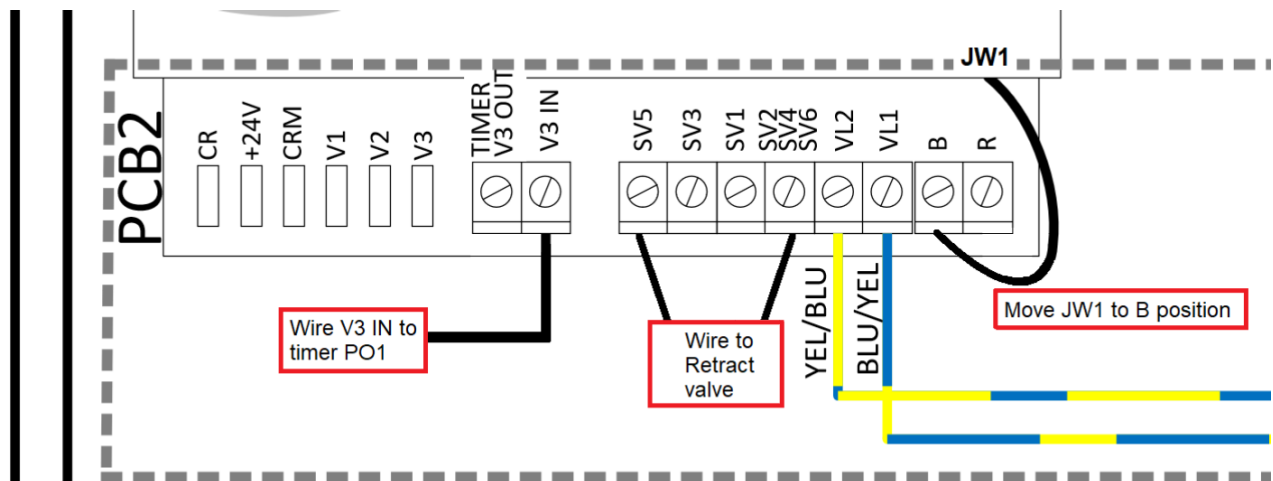 JW1
PCB2
CR
+24V
CRM
V1
V2
V3
TIMER
V3 OUT
V3 IN
SV5
SV3
SV1
SV2
SV4
SV6
VL2
VL1
B
R
YEL/BLU
BLU/YEL
Wire V3 IN to
timer PO1
Wire to
Retract
valve
Move JW1 to B position